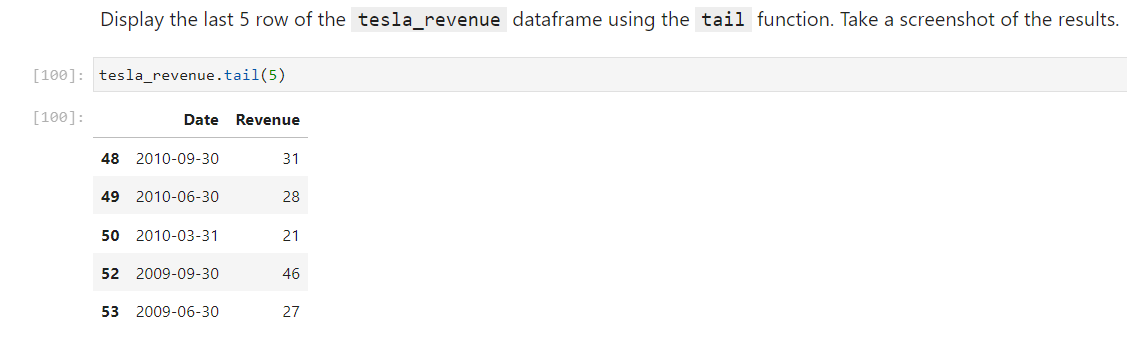 Display the last 5 row of the tesla_revenue dataframe using the tail function. Take a screenshot of the results.
[100]: tesla_revenue.tail(5)
[100]:
Date Revenue
48 2010-09-30 31
49 2010-06-30 28
50 2010-03-31 21
52 2009-09-30 46
53 2009-06-30 27